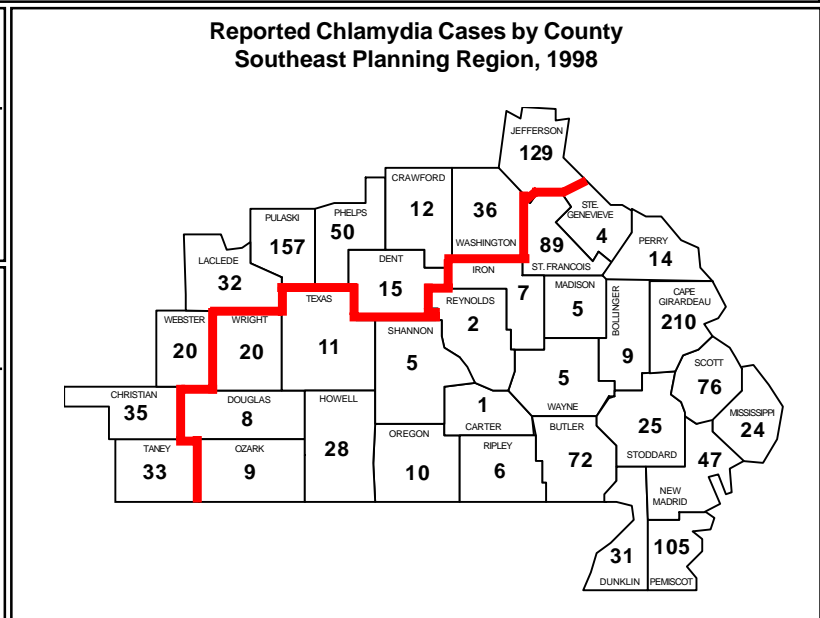 Reported Chlamydia Cases by County
Southeast Planning Region, 1998
JEFFERSON
129
CRAWFORD
12
36
WASHINGTON
PHELPS
50
PULASKI
157
STE.
GENEVIEVE
4
89
ST. FRANCOIS
PERRY
14
LACLEDE
32
DENT
15
IRON
7
REYNOLDS
2
MADISON
5
BOLLINGER
9
CAPE
GIRARDEAU
210
TEXAS
11
WEBSTER
20
WRIGHT
20
SHANNON
5
SCOTT
76
MISSISSIPPI
24
CHRISTIAN
35
DOUGLAS
8
HOWELL
28
1
CARTER
5
WAYNE
25
STODDARD
TANEY
33
OZARK
9
OREGON
10
RIPLEY
6
BUTLER
72
47
NEW
MADRID
31
DUNKLIN
105
PEMISCOT